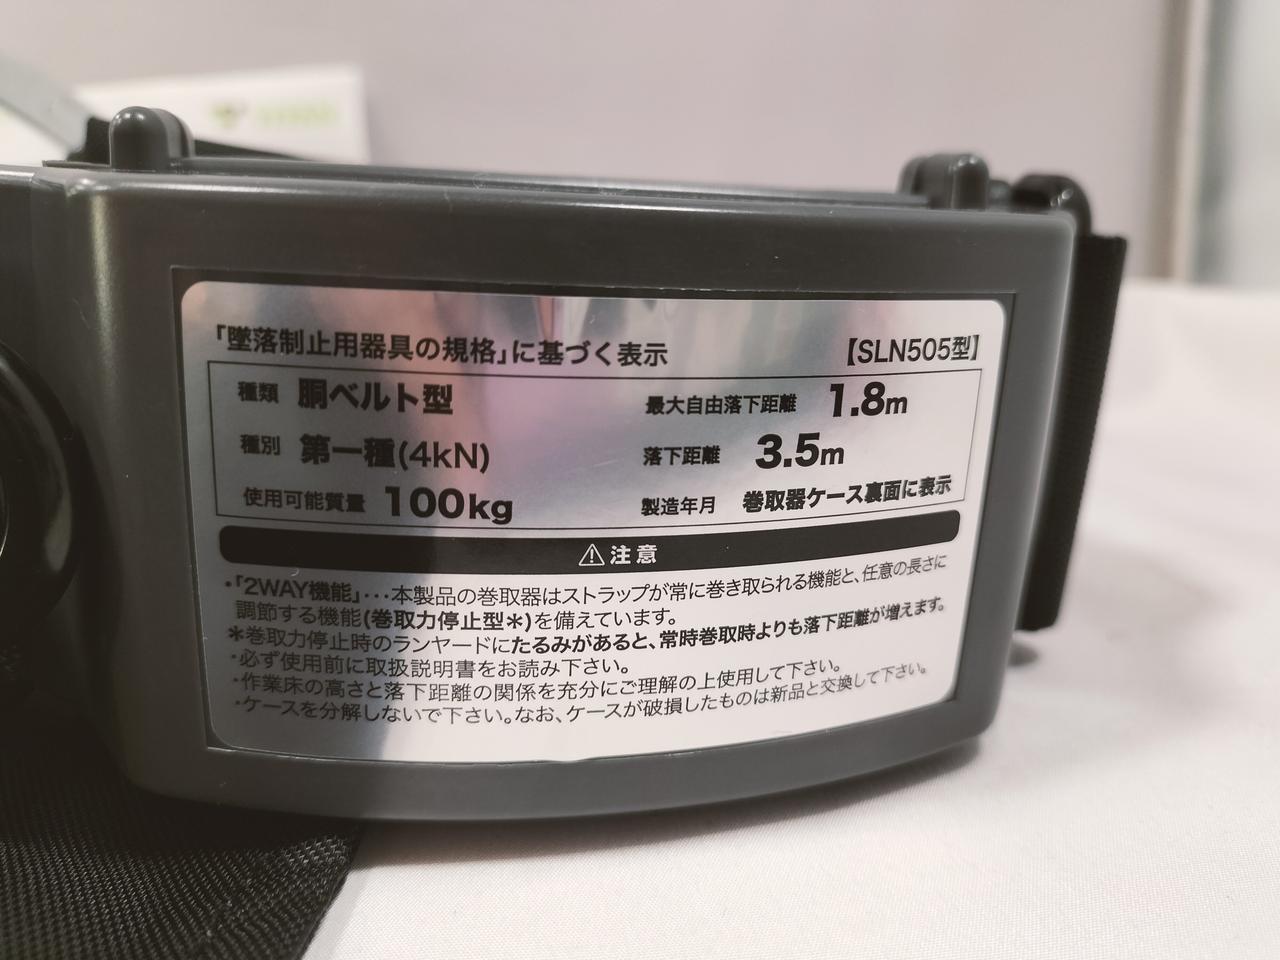 「墜落制止用器具の規格」に基づく表示 【SLN505型】
種類 胴ベルト型 最大自由落下距離 1.8m
種別 第一種(4kN) 落下距離 3.5m
使用可能質量 100kg 製造年月 巻取器ケース裏面に表示
⚠注意
・「2WAY機能」･･･本製品の巻取器はストラップが常に巻き取られる機能と、任意の長さに
調節する機能(巻取力停止型＊)を備えています。
＊巻取力停止時のランヤードにたるみがあると、常時巻取時よりも落下距離が増えます。
・必ず使用前に取扱説明書をお読み下さい。
・作業床の高さと落下距離の関係を充分にご理解の上使用して下さい。
・ケースを分解しないで下さい。なお、ケースが破損したものは新品と交換して下さい。